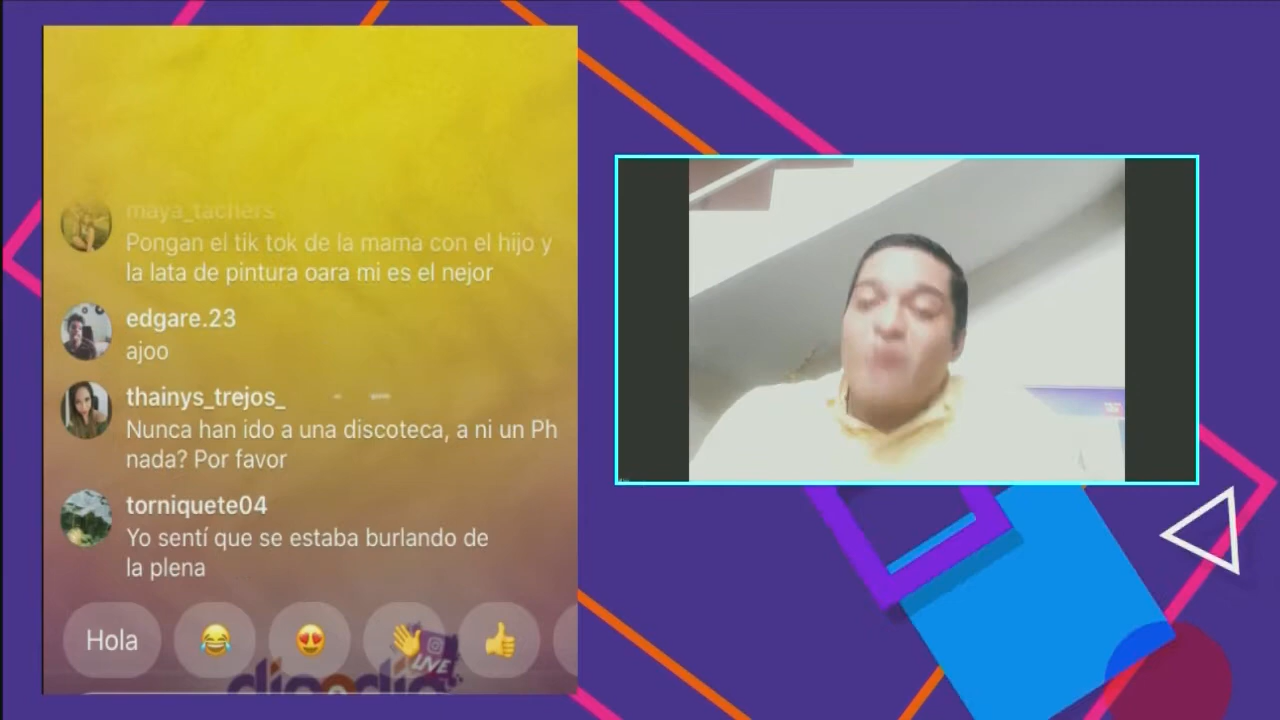 maya_tachers
Pongan el tik tok de la mama con el hijo y
la lata de pintura oara mi es el nejor
edgare.23
ajoo
thainys_trejos_
Nunca han ido a una discoteca, a ni un Ph
nada? Por favor
torniquete04
Yo sentí que se estaba burlando de
la plena
Hola
LIVE